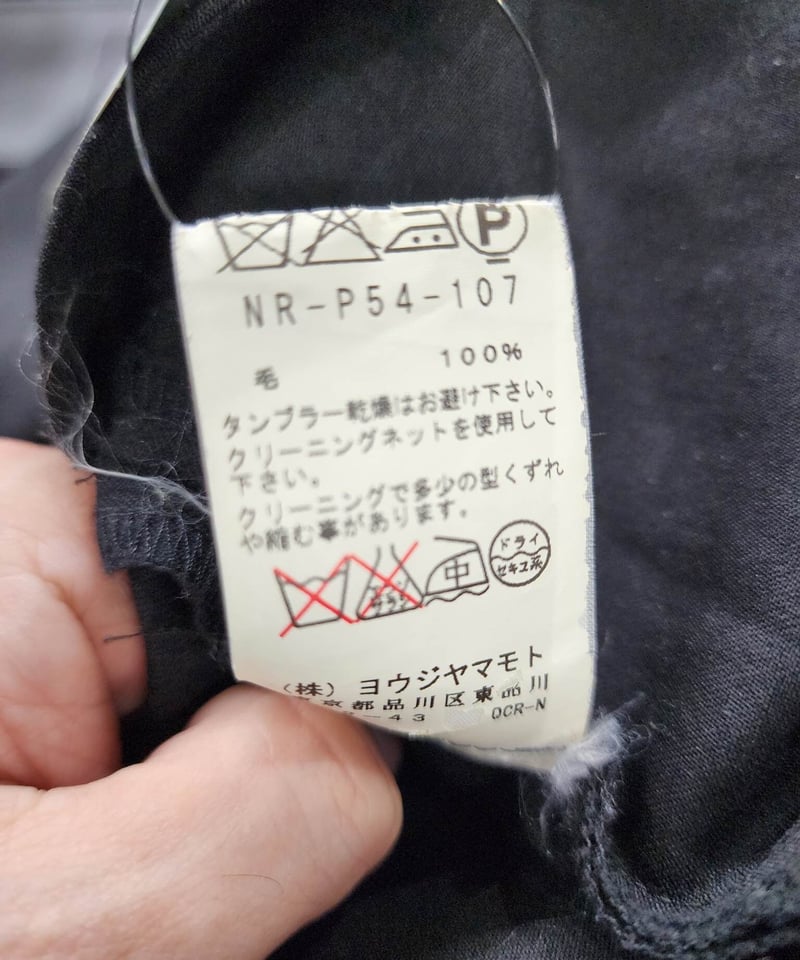 P
NR-P54-107
毛 100%
タンブラー乾燥はお避け下さい。
クリーニングネットを使用して
下さい。
クリーニングで多少の型くずれ
や縮む事があります。
中 ドライ
セキユ系
(株) ヨウジヤマモト
京都品川区東品川
-43 OCR-N